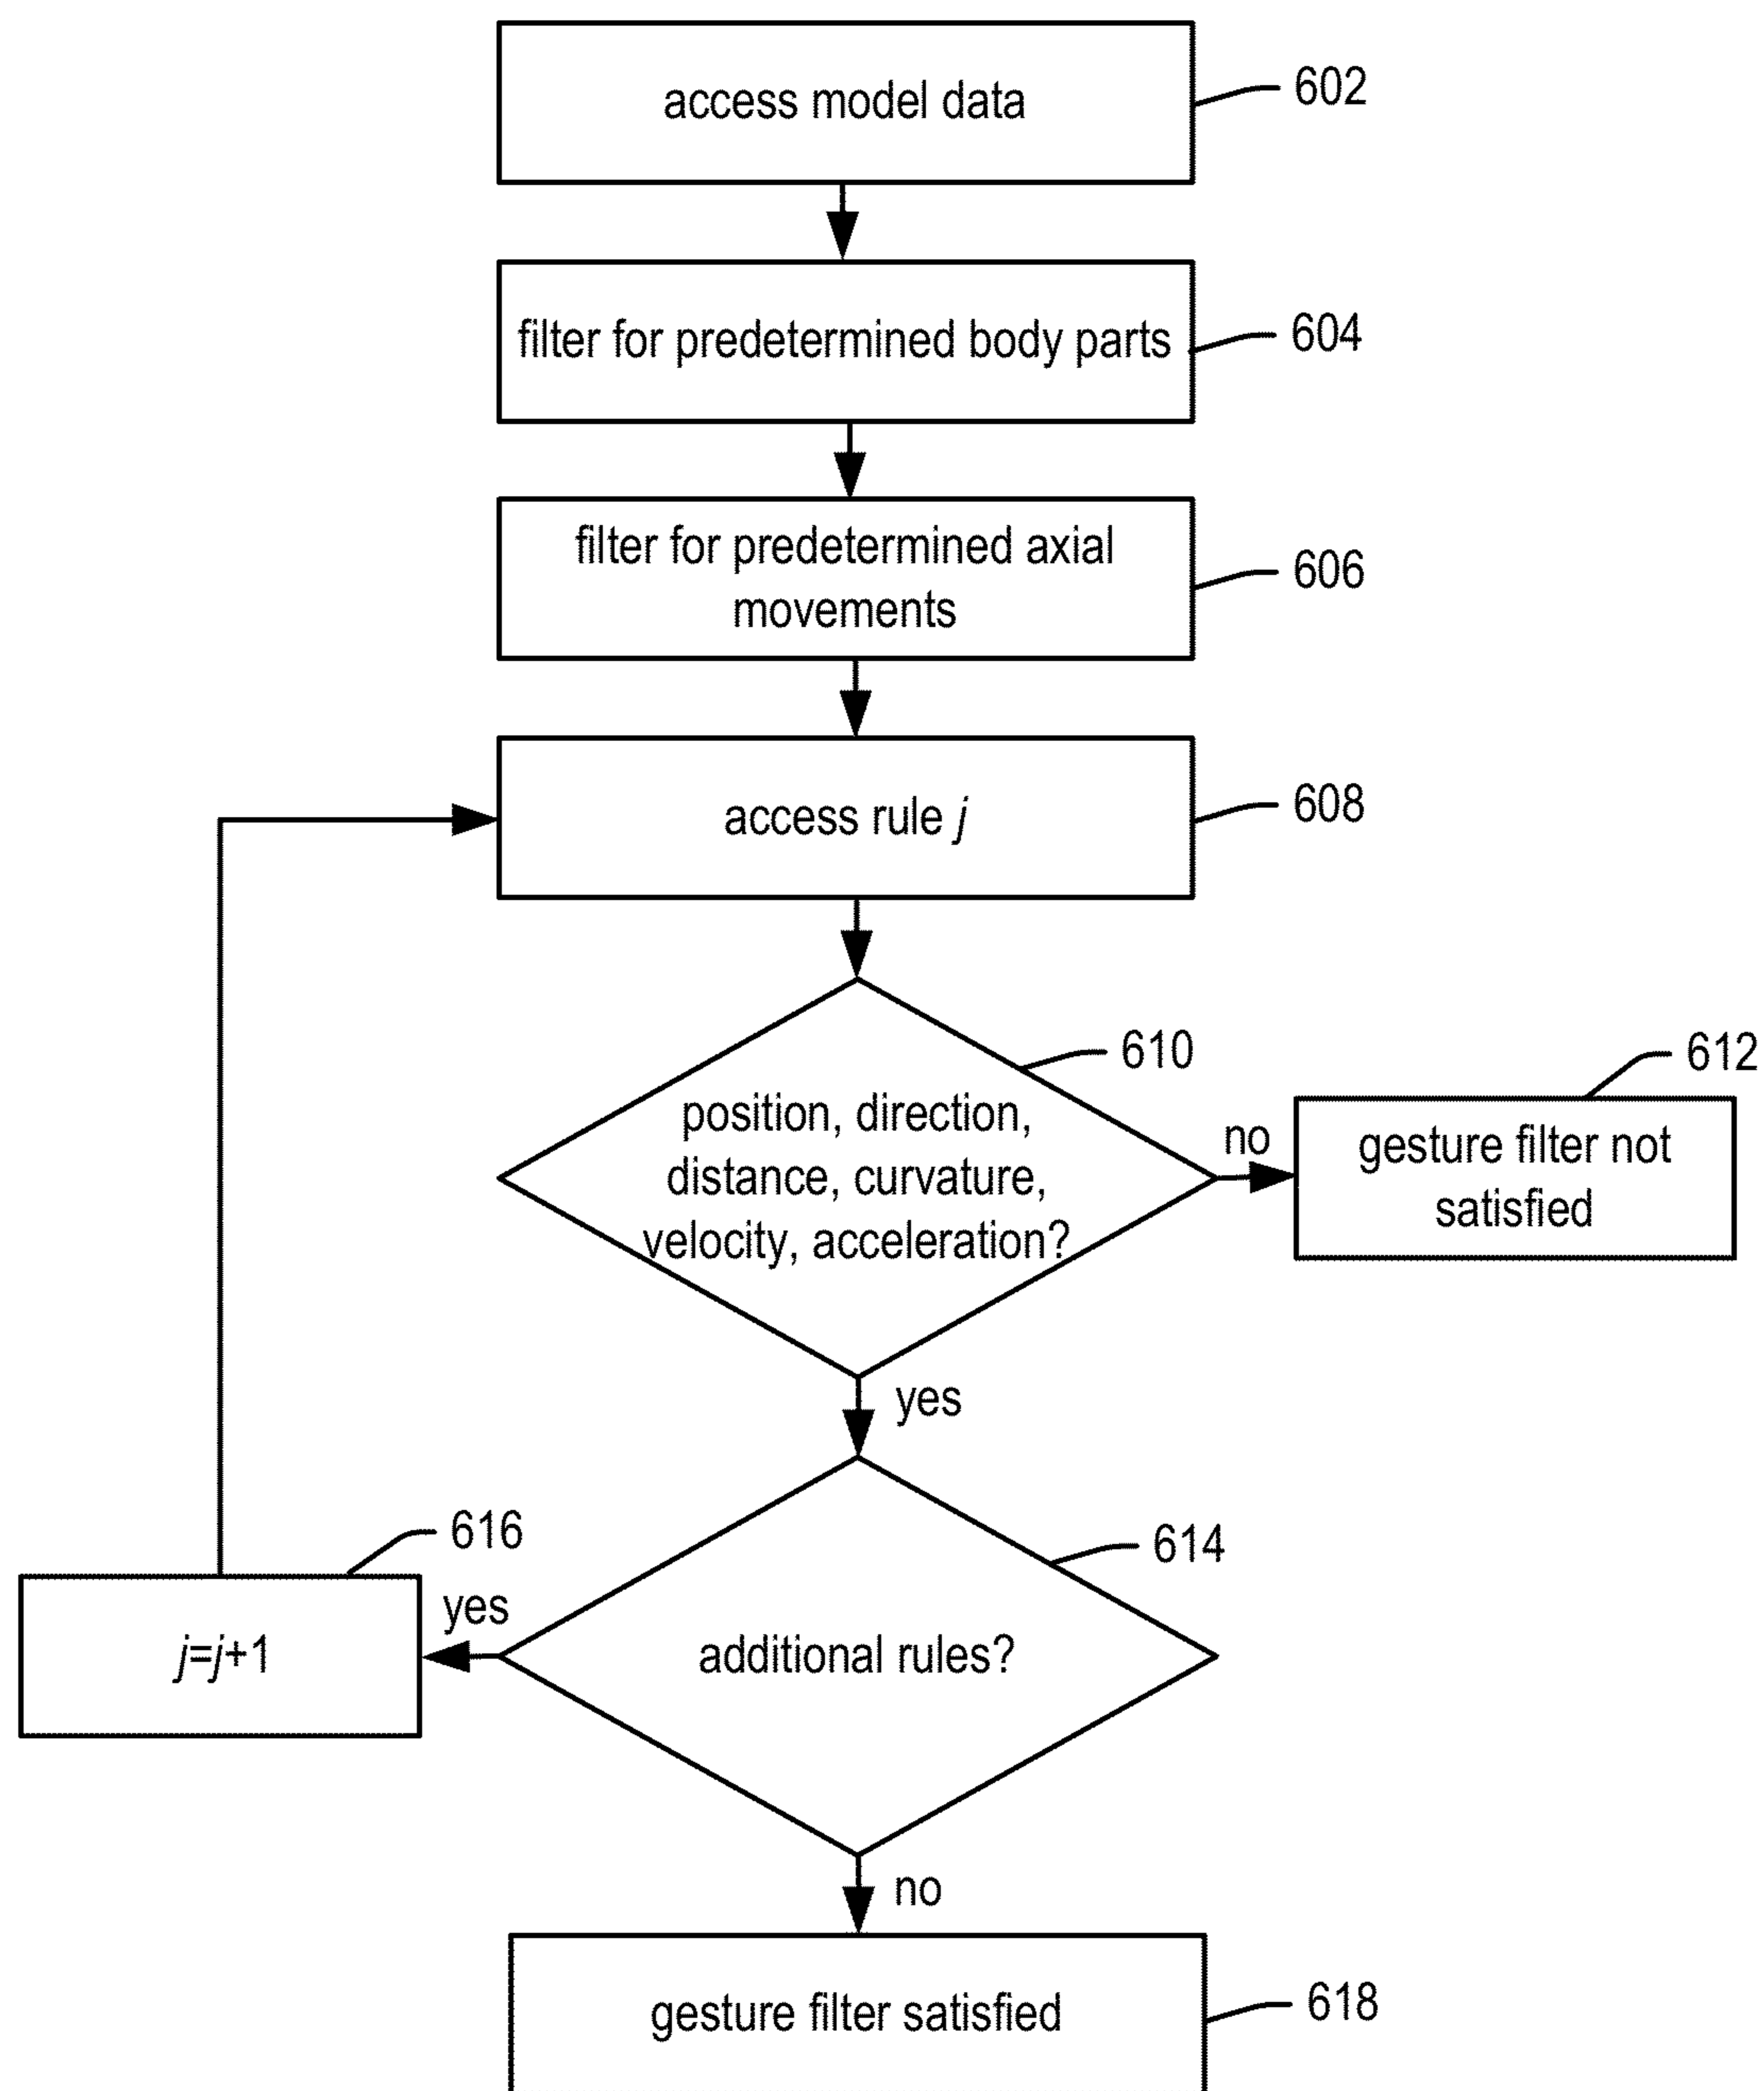 access model data
602
filter for predetermined body parts
604
filter for predetermined axial
movements
606
access rule j
608
610
position, direction,
distance, curvature,
velocity, acceleration?
no
612
gesture filter not
satisfied
yes
616
614
yes
j=j+1
additional rules?
no
gesture filter satisfied
618